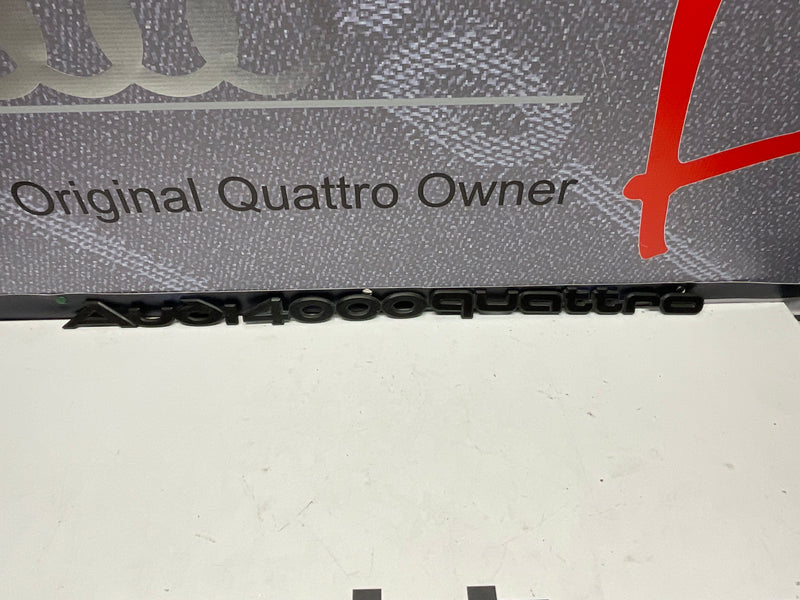 Original Quattro Owner
Audi4000quattro